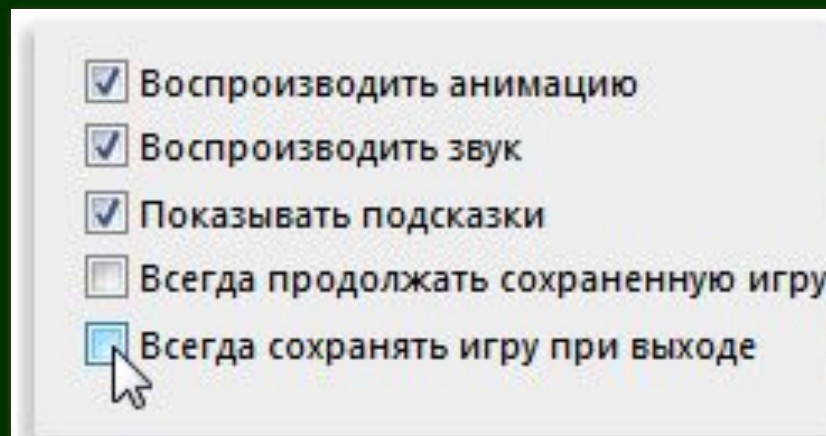 Воспроизводить анимацию
Воспроизводить звук
Показывать подсказки
Всегда продолжать сохраненную игру
Всегда сохранять игру при выходе